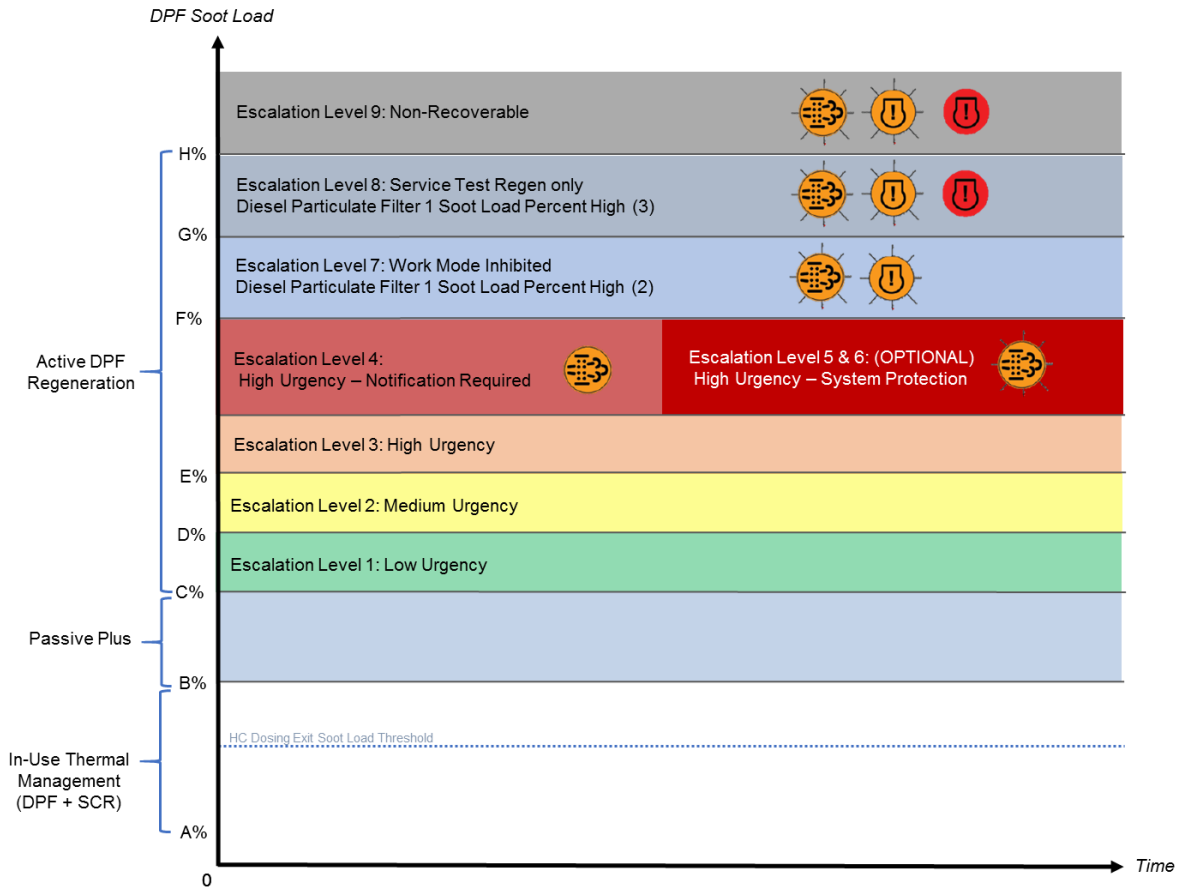 DPF Soot Load
Escalation Level 9: Non-Recoverable
H%
Escalation Level 8: Service Test Regen only
Diesel Particulate Filter 1 Soot Load Percent High (3)
G%
Escalation Level 7: Work Mode Inhibited
Diesel Particulate Filter 1 Soot Load Percent High (2)
F%
Active DPF
Regeneration
Escalation Level 4:
High Urgency – Notification Required
Escalation Level 5 & 6: (OPTIONAL)
High Urgency – System Protection
Escalation Level 3: High Urgency
E%
Escalation Level 2: Medium Urgency
D%
Escalation Level 1: Low Urgency
C%
Passive Plus
B%
HC Dosing Exit Soot Load Threshold
In-Use Thermal
Management
(DPF + SCR)
A%
0
Time